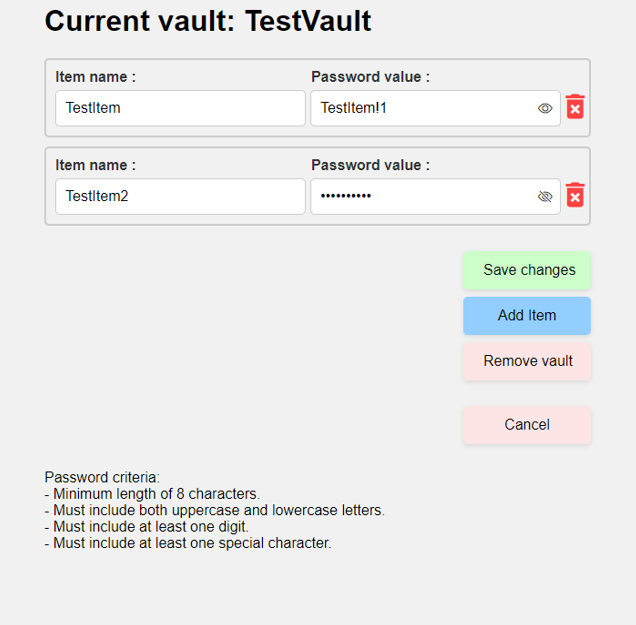 Current vault: TestVault
Item name : Password value :
TestItem TestItem!1
Item name : Password value :
TestItem2 ••••••••••
Save changes
Add Item
Remove vault
Cancel
Password criteria:
- Minimum length of 8 characters.
- Must include both uppercase and lowercase letters.
- Must include at least one digit.
- Must include at least one special character.